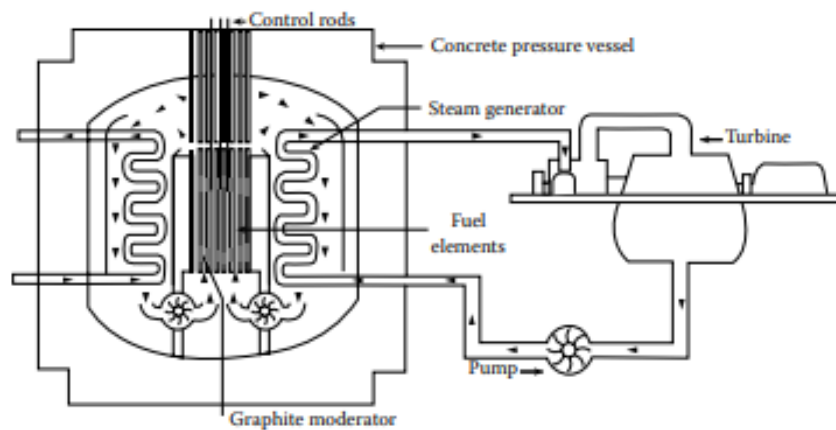 Control rods
Concrete pressure vessel
Steam generator
Turbine
Fuel
elements
Pump
Graphite moderator